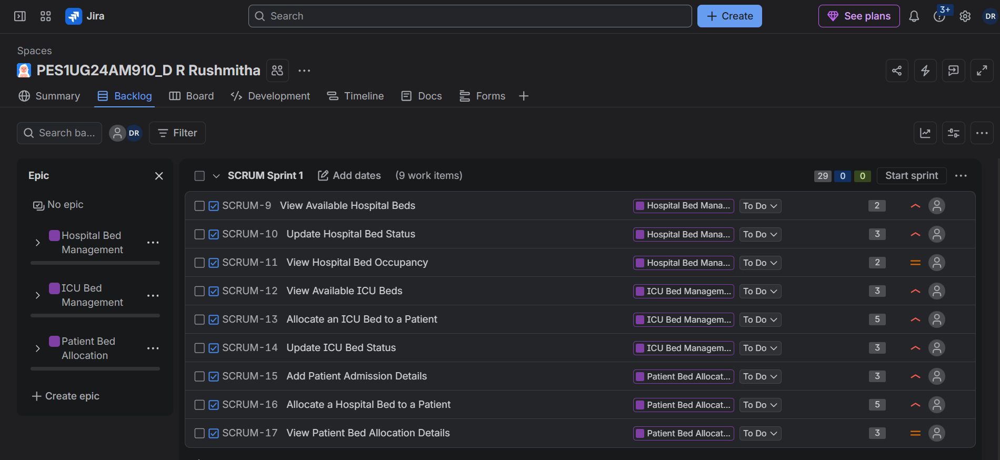 Jira
Search
Create
See plans
3+
DR
Spaces
PES1UG24AM910_D R Rushmitha
Summary
Backlog
Board
Development
Timeline
Docs
Forms
Search ba...
DR
Filter
Epic
No epic
Hospital Bed
Management
ICU Bed
Management
Patient Bed
Allocation
Create epic
SCRUM Sprint 1 Add dates (9 work items) 29 0 0 Start sprint
SCRUM-9 View Available Hospital Beds Hospital Bed Mana... To Do 2
SCRUM-10 Update Hospital Bed Status Hospital Bed Mana... To Do 3
SCRUM-11 View Hospital Bed Occupancy Hospital Bed Mana... To Do 2
SCRUM-12 View Available ICU Beds ICU Bed Managem... To Do 3
SCRUM-13 Allocate an ICU Bed to a Patient ICU Bed Managem... To Do 5
SCRUM-14 Update ICU Bed Status ICU Bed Managem... To Do 3
SCRUM-15 Add Patient Admission Details Patient Bed Allocat... To Do 3
SCRUM-16 Allocate a Hospital Bed to a Patient Patient Bed Allocat... To Do 5
SCRUM-17 View Patient Bed Allocation Details Patient Bed Allocat... To Do 3